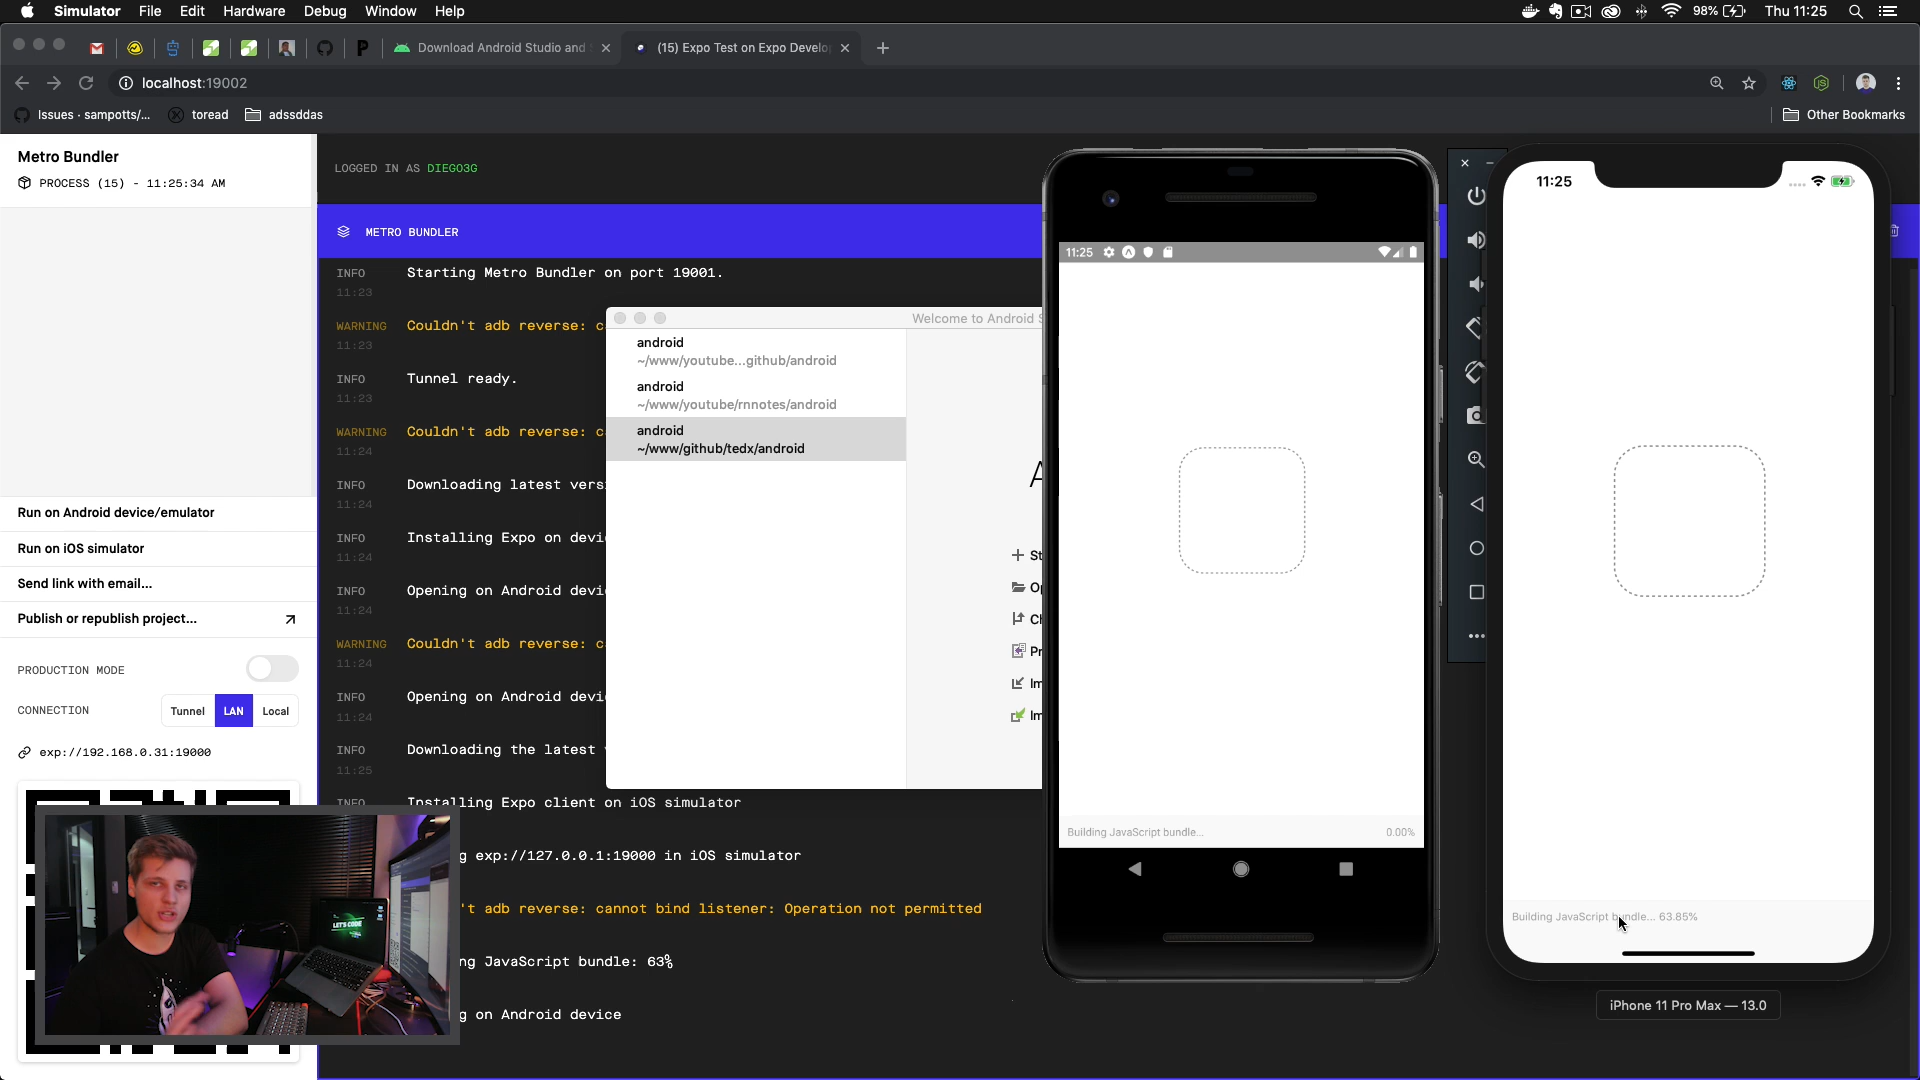 Simulator File Edit Hardware Debug Window Help 98% Thu 11:25
Download Android Studio and
(15) Expo Test on Expo Develo
localhost:19002
Issues · sampotts/... toread adssddas Other Bookmarks
Metro Bundler
PROCESS (15) - 11:25:34 AM
Run on Android device/emulator
Run on iOS simulator
Send link with email...
Publish or republish project...
PRODUCTION MODE
CONNECTION Tunnel LAN Local
exp://192.168.0.31:19000
LOGGED IN AS DIEGO3G
METRO BUNDLER
INFO Starting Metro Bundler on port 19001.
11:23
WARNING Couldn't adb reverse: c
11:23
INFO Tunnel ready.
11:23
WARNING Couldn't adb reverse: c
11:24
INFO Downloading latest vers
11:24
INFO Installing Expo on devi
11:24
INFO Opening on Android devi
11:24
WARNING Couldn't adb reverse: c
11:24
INFO Opening on Android devi
11:24
INFO Downloading the latest
11:25
INFO Installing Expo client on iOS simulator
g exp://127.0.0.1:19000 in iOS simulator
't adb reverse: cannot bind listener: Operation not permitted
ng JavaScript bundle: 63%
g on Android device
LET'S CODE
Welcome to Android S
android
~/www/youtube...github/android
android
~/www/youtube/rnnotes/android
android
~/www/github/tedx/android
A
St
Op
Ch
Pr
Im
Im
11:25
Building JavaScript bundle... 0.00%
11:25
Building JavaScript bundle... 63.85%
iPhone 11 Pro Max — 13.0